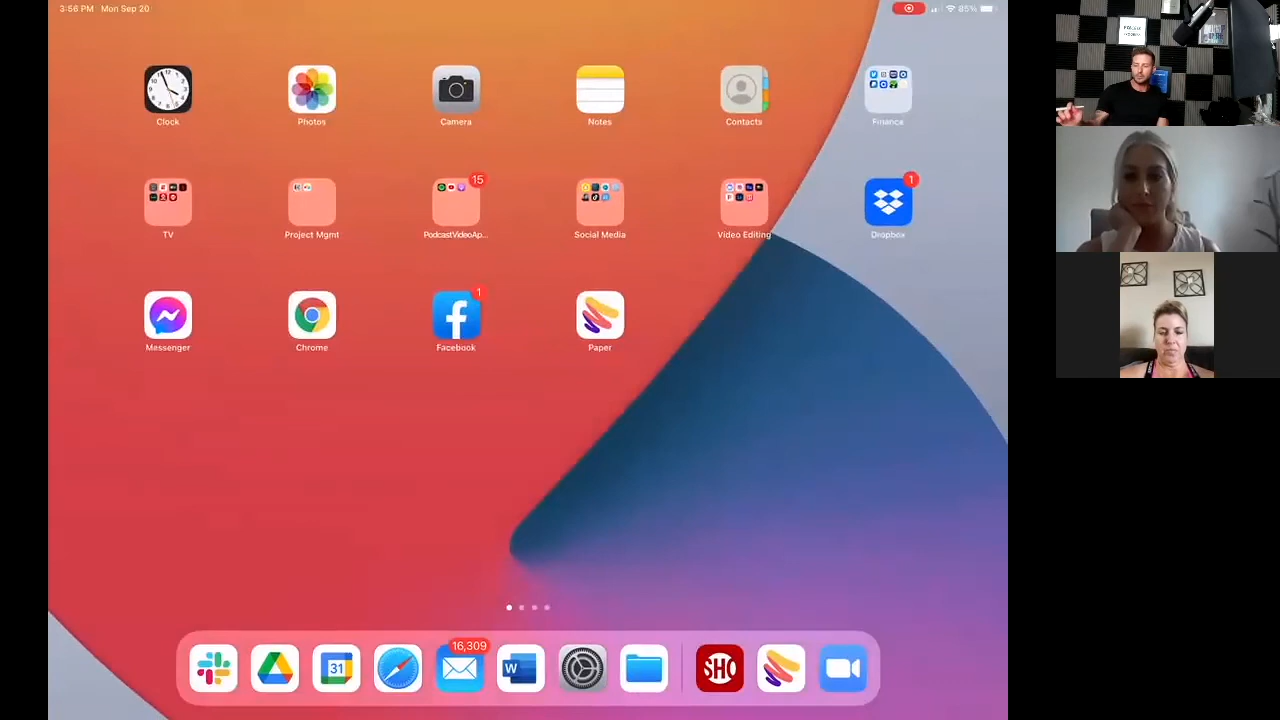 3:56 PM Mon Sep 20
85%
Clock
Photos
Camera
Notes
Contacts
Finance
15
1
TV
Project Mgmt
PodcastVideoAp...
Social Media
Video Editing
Dropbox
1
Messenger
Chrome
Facebook
Paper
16,309
31
W
SHO